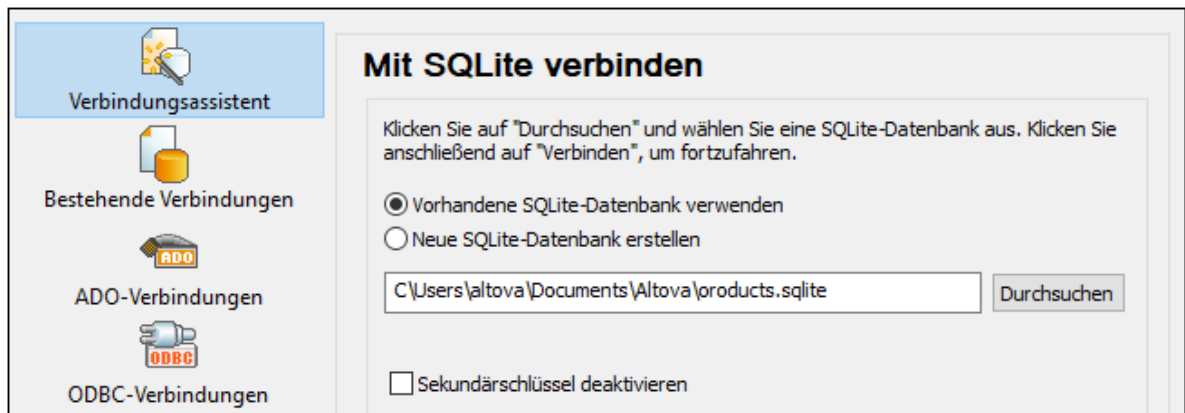 Verbindungsassistent
Bestehende Verbindungen
ADO
ADO-Verbindungen
ODBC
ODBC-Verbindungen
Mit SQLite verbinden
Klicken Sie auf "Durchsuchen" und wählen Sie eine SQLite-Datenbank aus. Klicken Sie
anschließend auf "Verbinden", um fortzufahren.
Vorhandene SQLite-Datenbank verwenden
Neue SQLite-Datenbank erstellen
C\Users\altova\Documents\Altova\oroducts.sqlite
Durchsuchen
Sekundärschlüssel deaktivieren